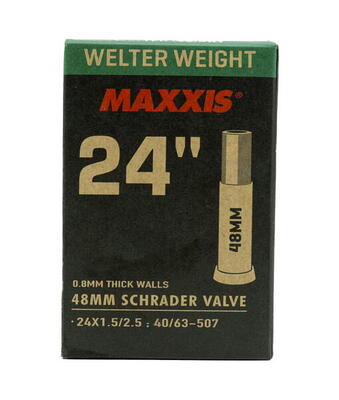 WELTER WEIGHT
MAXXIS®
24"
48MM
0.8MM THICK WALLS
48MM SCHRADER VALVE
·24X1.5/2.5 ; 40/63-507